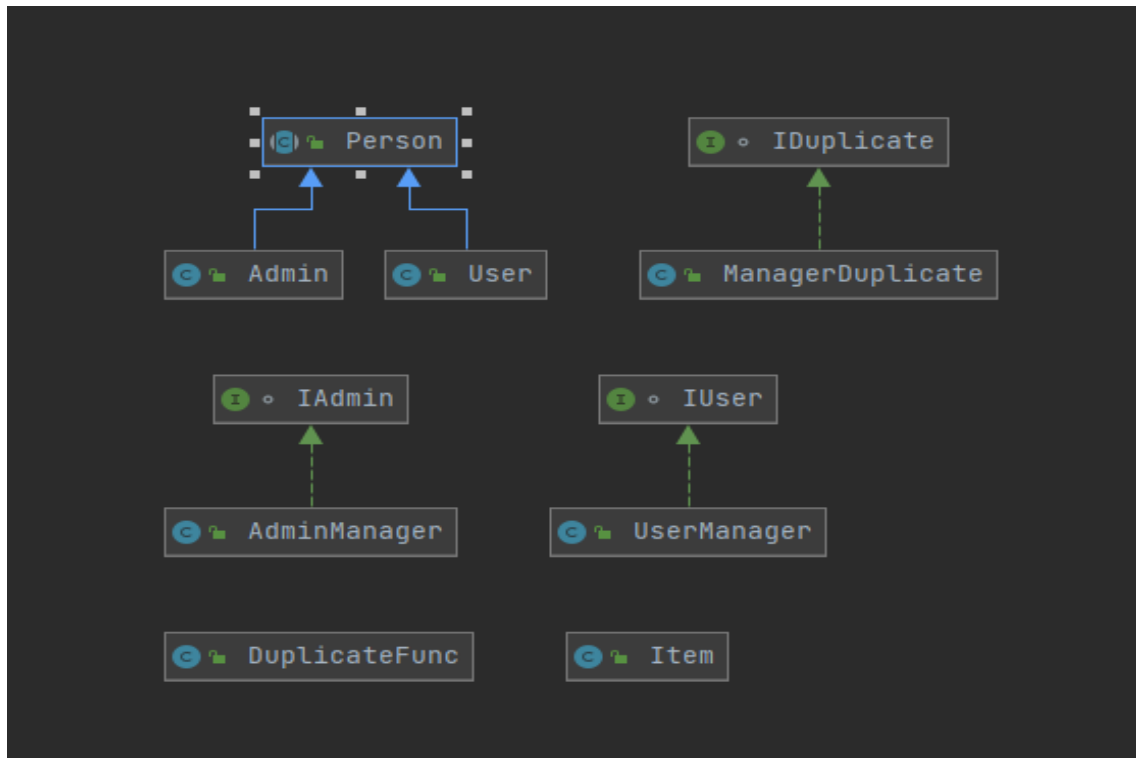 Person
IDuplicate
Admin
User
ManagerDuplicate
IAdmin
IUser
AdminManager
UserManager
DuplicateFunc
Item